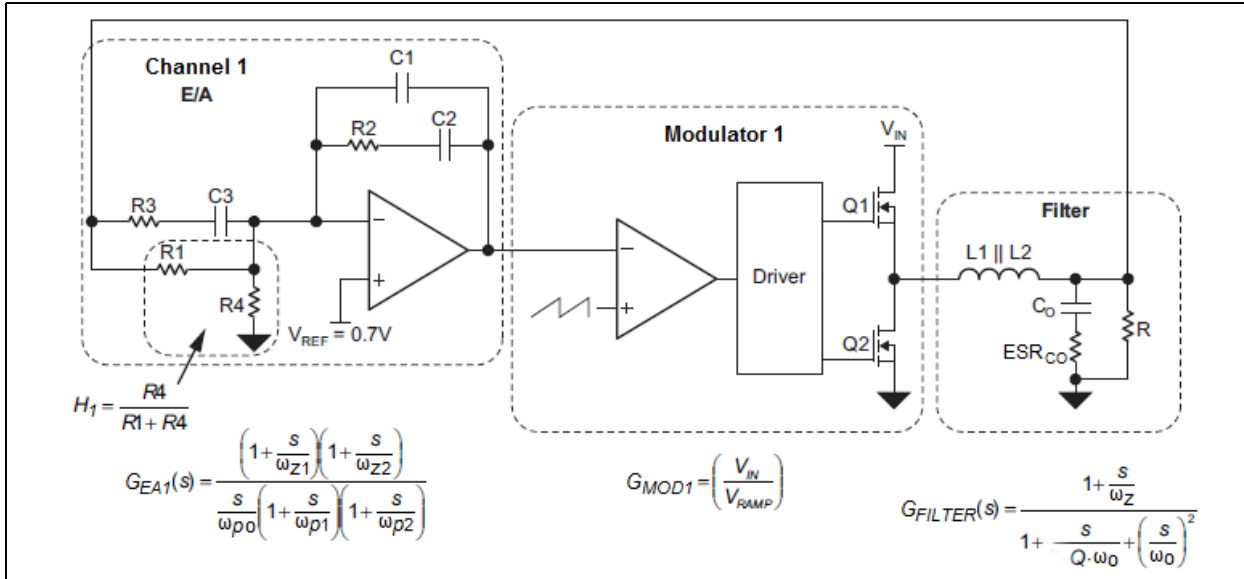 Channel 1
E/A
C1
R2
C2
R3
C3
R1
R4
−
+
V_REF = 0.7V
H_1 = R4 / (R1 + R4)
G_EA1(s) = (1 + s/ω_z1)(1 + s/ω_z2) / (s/ω_po (1 + s/ω_p1)(1 + s/ω_p2))
Modulator 1
−
+
Driver
V_IN
Q1
Q2
G_MOD1 = (V_IN / V_RAMP)
Filter
L1 || L2
C_O
ESR_CO
R
G_FILTER(s) = (1 + s/ω_z) / (1 + s/(Q·ω_0) + (s/ω_0)^2)